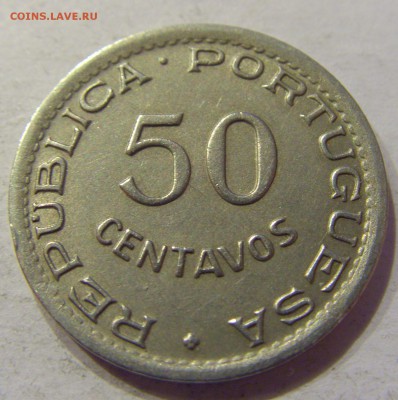 COINS.LAVE.RU
REPÚBLICA · PORTUGUESA
50
CENTAVOS